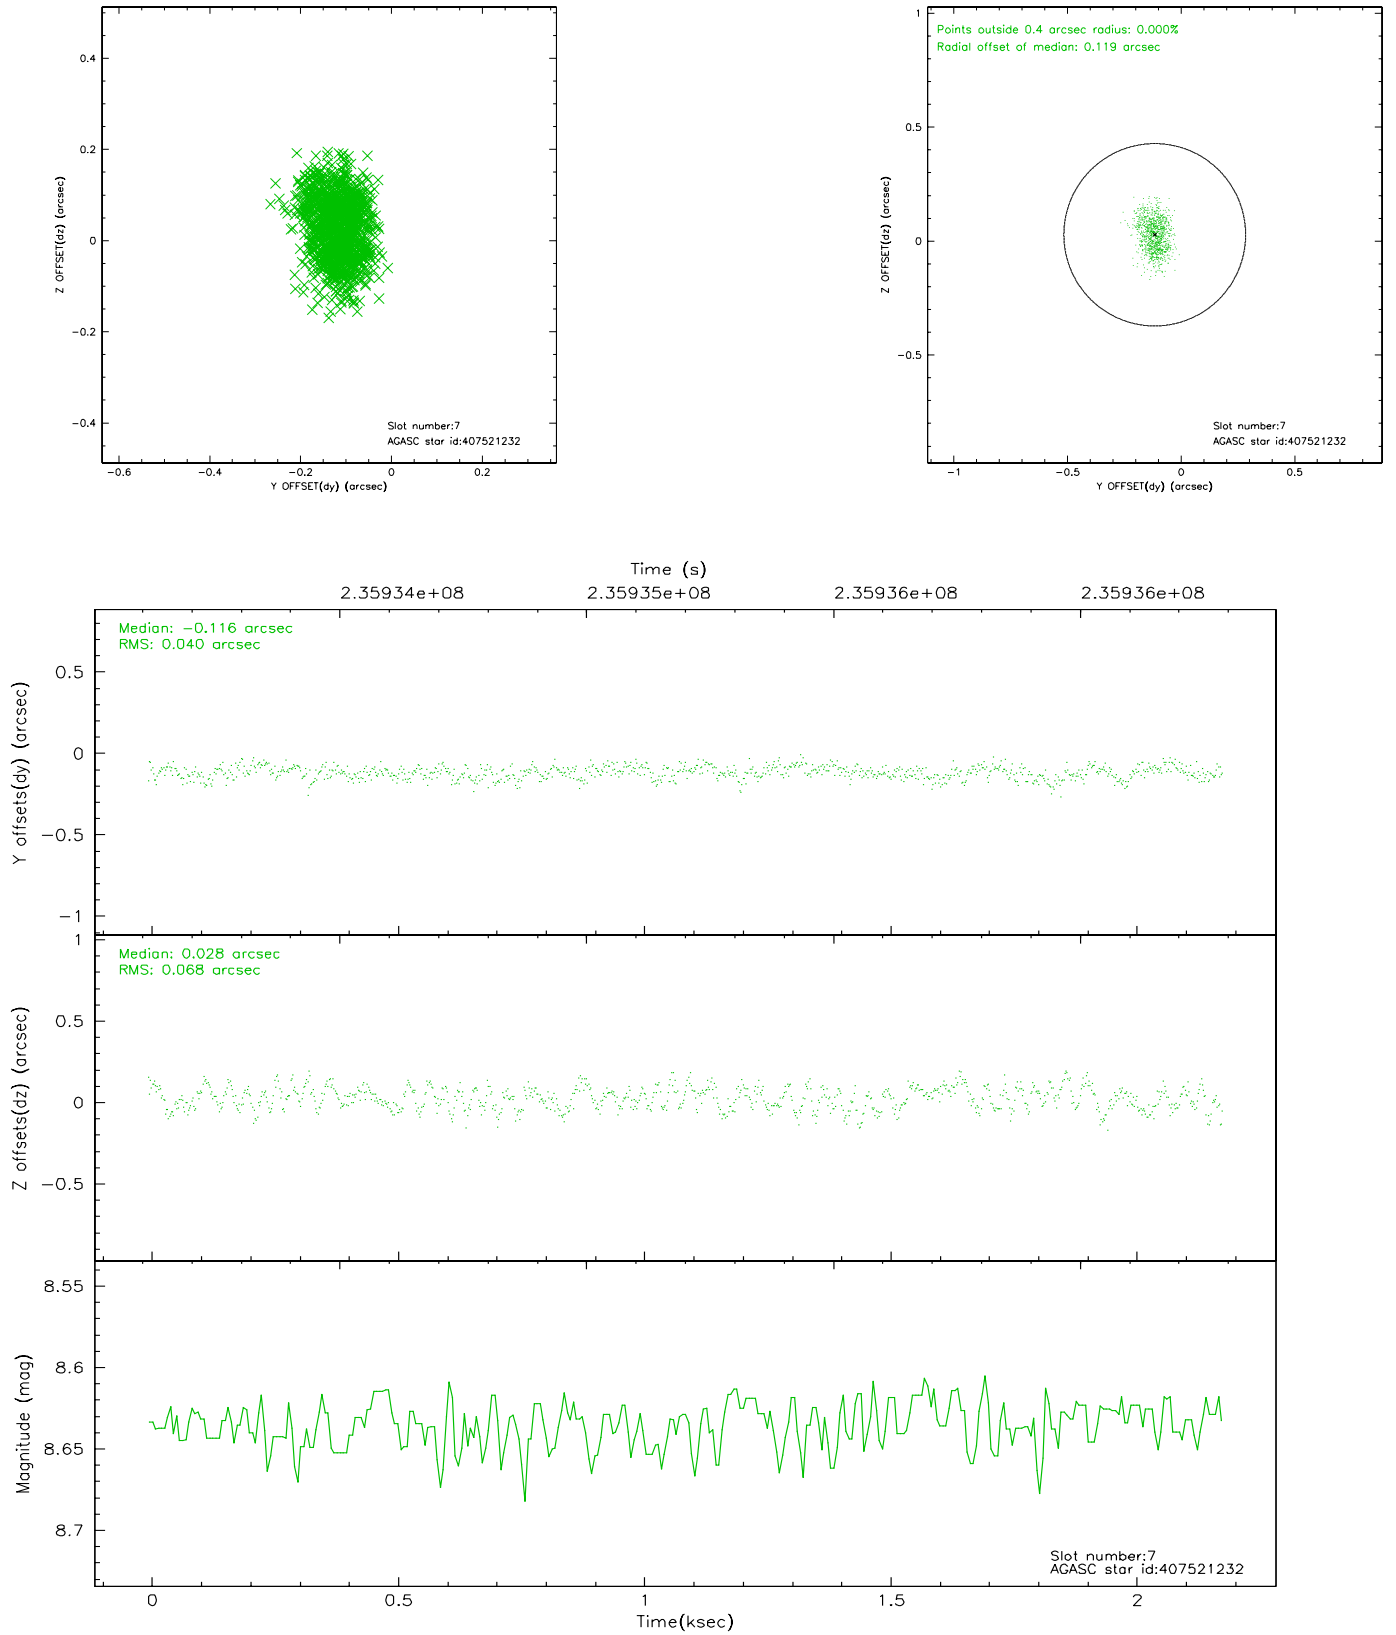 0.4
0.2
0
−0.2
−0.4
Z OFFSET(dz) (arcsec)
Slot number:7
AGASC star id:407521232
−0.6 −0.4 −0.2 0 0.2
Y OFFSET(dy) (arcsec)
Points outside 0.4 arcsec radius: 0.000%
Radial offset of median: 0.119 arcsec
1
0.5
0
−0.5
Z OFFSET(dz) (arcsec)
Slot number:7
AGASC star id:407521232
−1 −0.5 0 0.5
Y OFFSET(dy) (arcsec)
Time (s)
2.35934e+08 2.35935e+08 2.35936e+08 2.35936e+08
Median: −0.116 arcsec
RMS: 0.040 arcsec
0.5
0
−0.5
−1
Y offsets(dy) (arcsec)
Median: 0.028 arcsec
RMS: 0.068 arcsec
1
0.5
0
−0.5
Z offsets(dz) (arcsec)
8.55
8.6
8.65
8.7
Magnitude (mag)
Slot number:7
AGASC star id:407521232
0 0.5 1 1.5 2
Time(ksec)